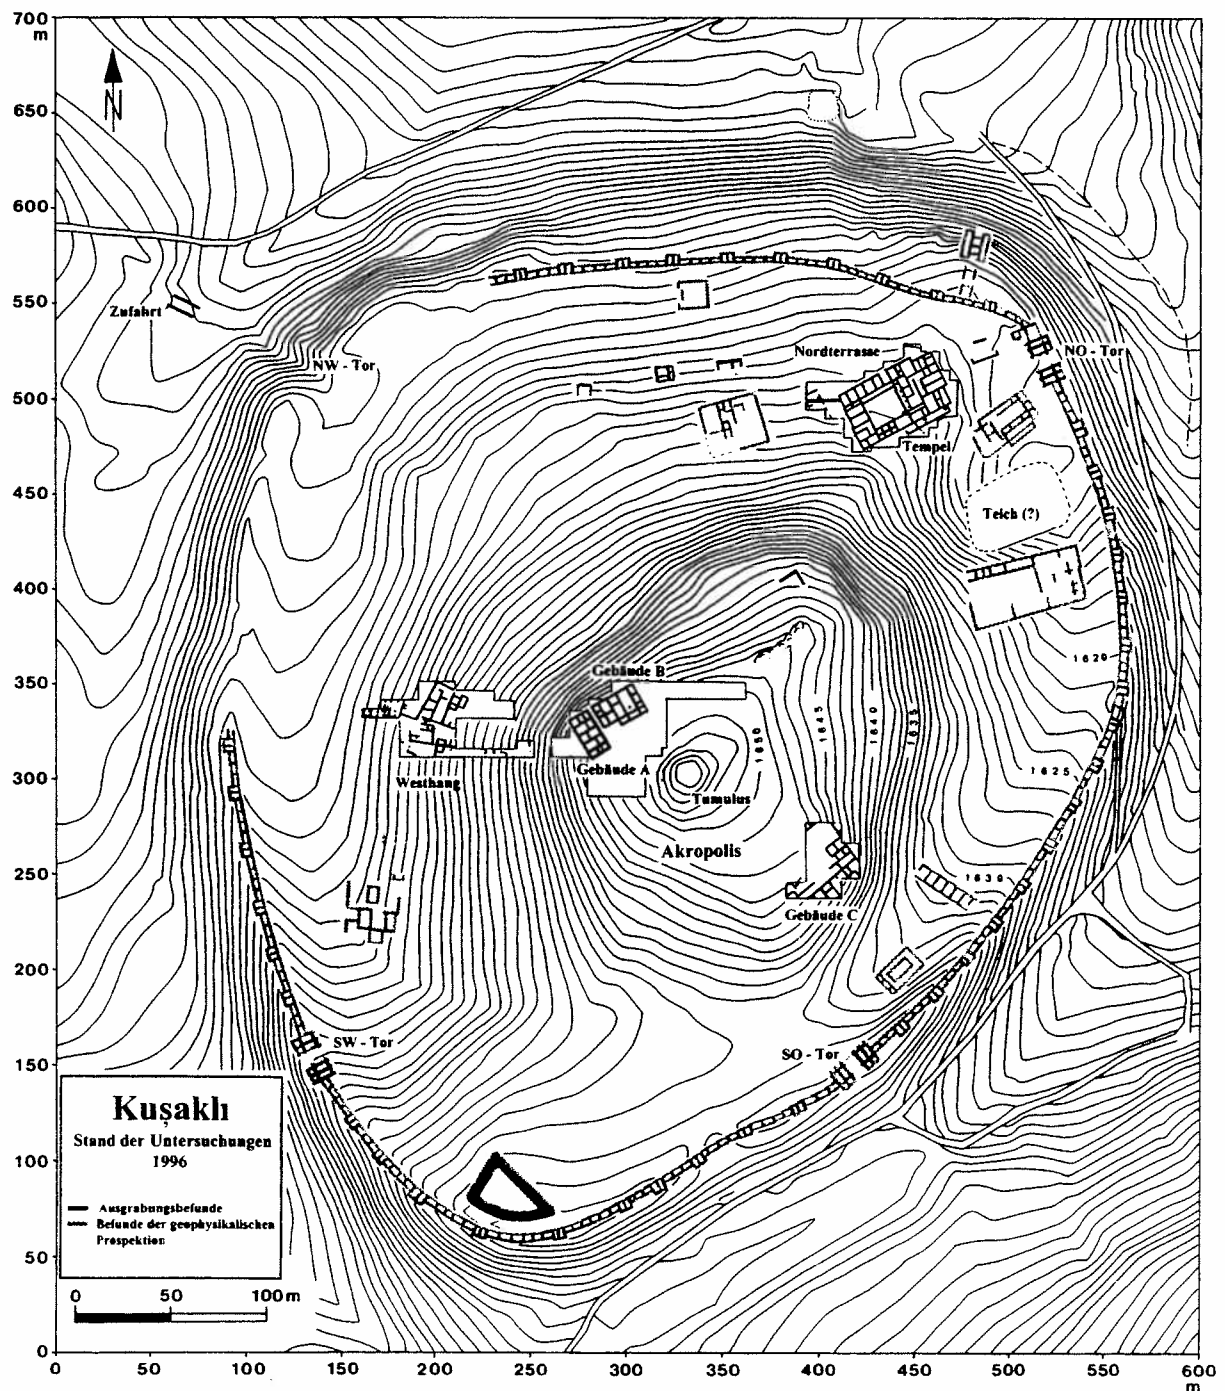 700
m
650
600
550
500
450
400
350
300
250
200
150
100
50
0
N
Zufahrt
NW - Tor
Nordterrasse
NO - Tor
Tempel
Teich (?)
1620
Gebäude B
1650
1645
1640
1635
Gebäude A
1625
Westhang
Tumulus
Akropolis
1630
Gebäude C
SW - Tor
SO - Tor
Kuşaklı
Stand der Untersuchungen
1996
Ausgrabungsbefunde
Befunde der geophysikalischen
Prospektion
0 50 100 m
0 50 100 150 200 250 300 350 400 450 500 550 600
m